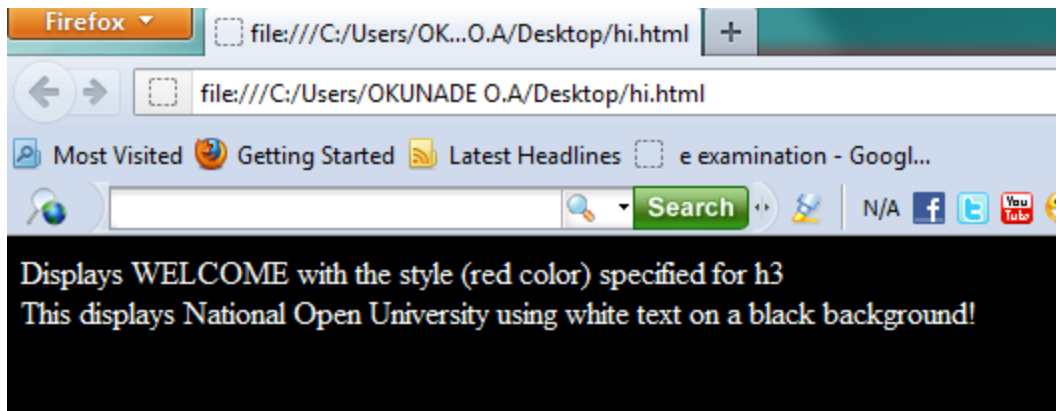 Firefox
file:///C:/Users/OK...O.A/Desktop/hi.html
file:///C:/Users/OKUNADE O.A/Desktop/hi.html
Most Visited Getting Started Latest Headlines e examination - Googl...
Search N/A f You Tube
Displays WELCOME with the style (red color) specified for h3
This displays National Open University using white text on a black background!